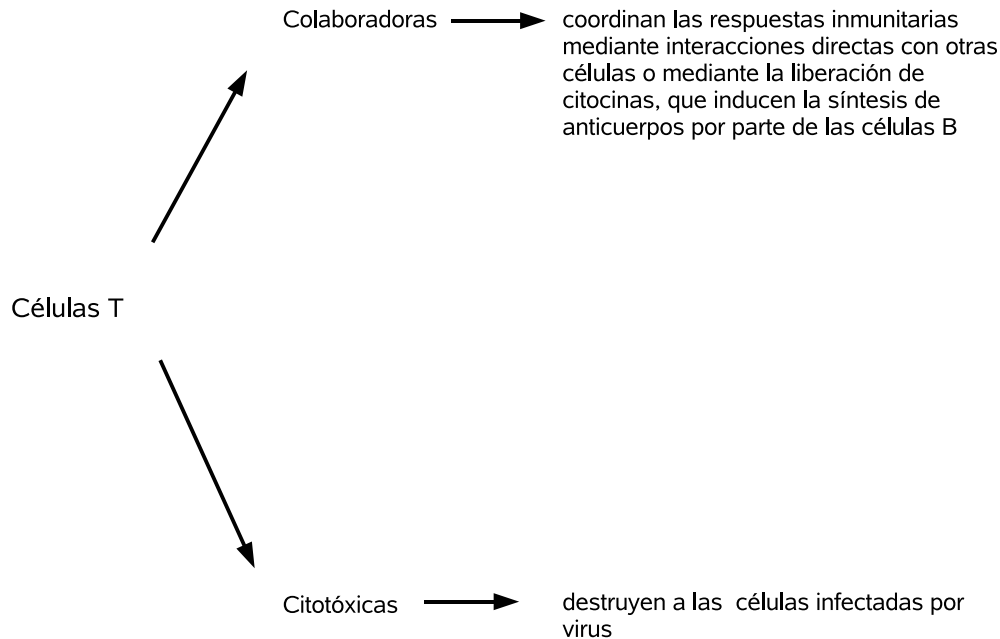 Colaboradoras
coordinan las respuestas inmunitarias
mediante interacciones directas con otras
células o mediante la liberación de
citocinas, que inducen la síntesis de
anticuerpos por parte de las células B
Células T
Citotóxicas
destruyen a las  células infectadas por
virus